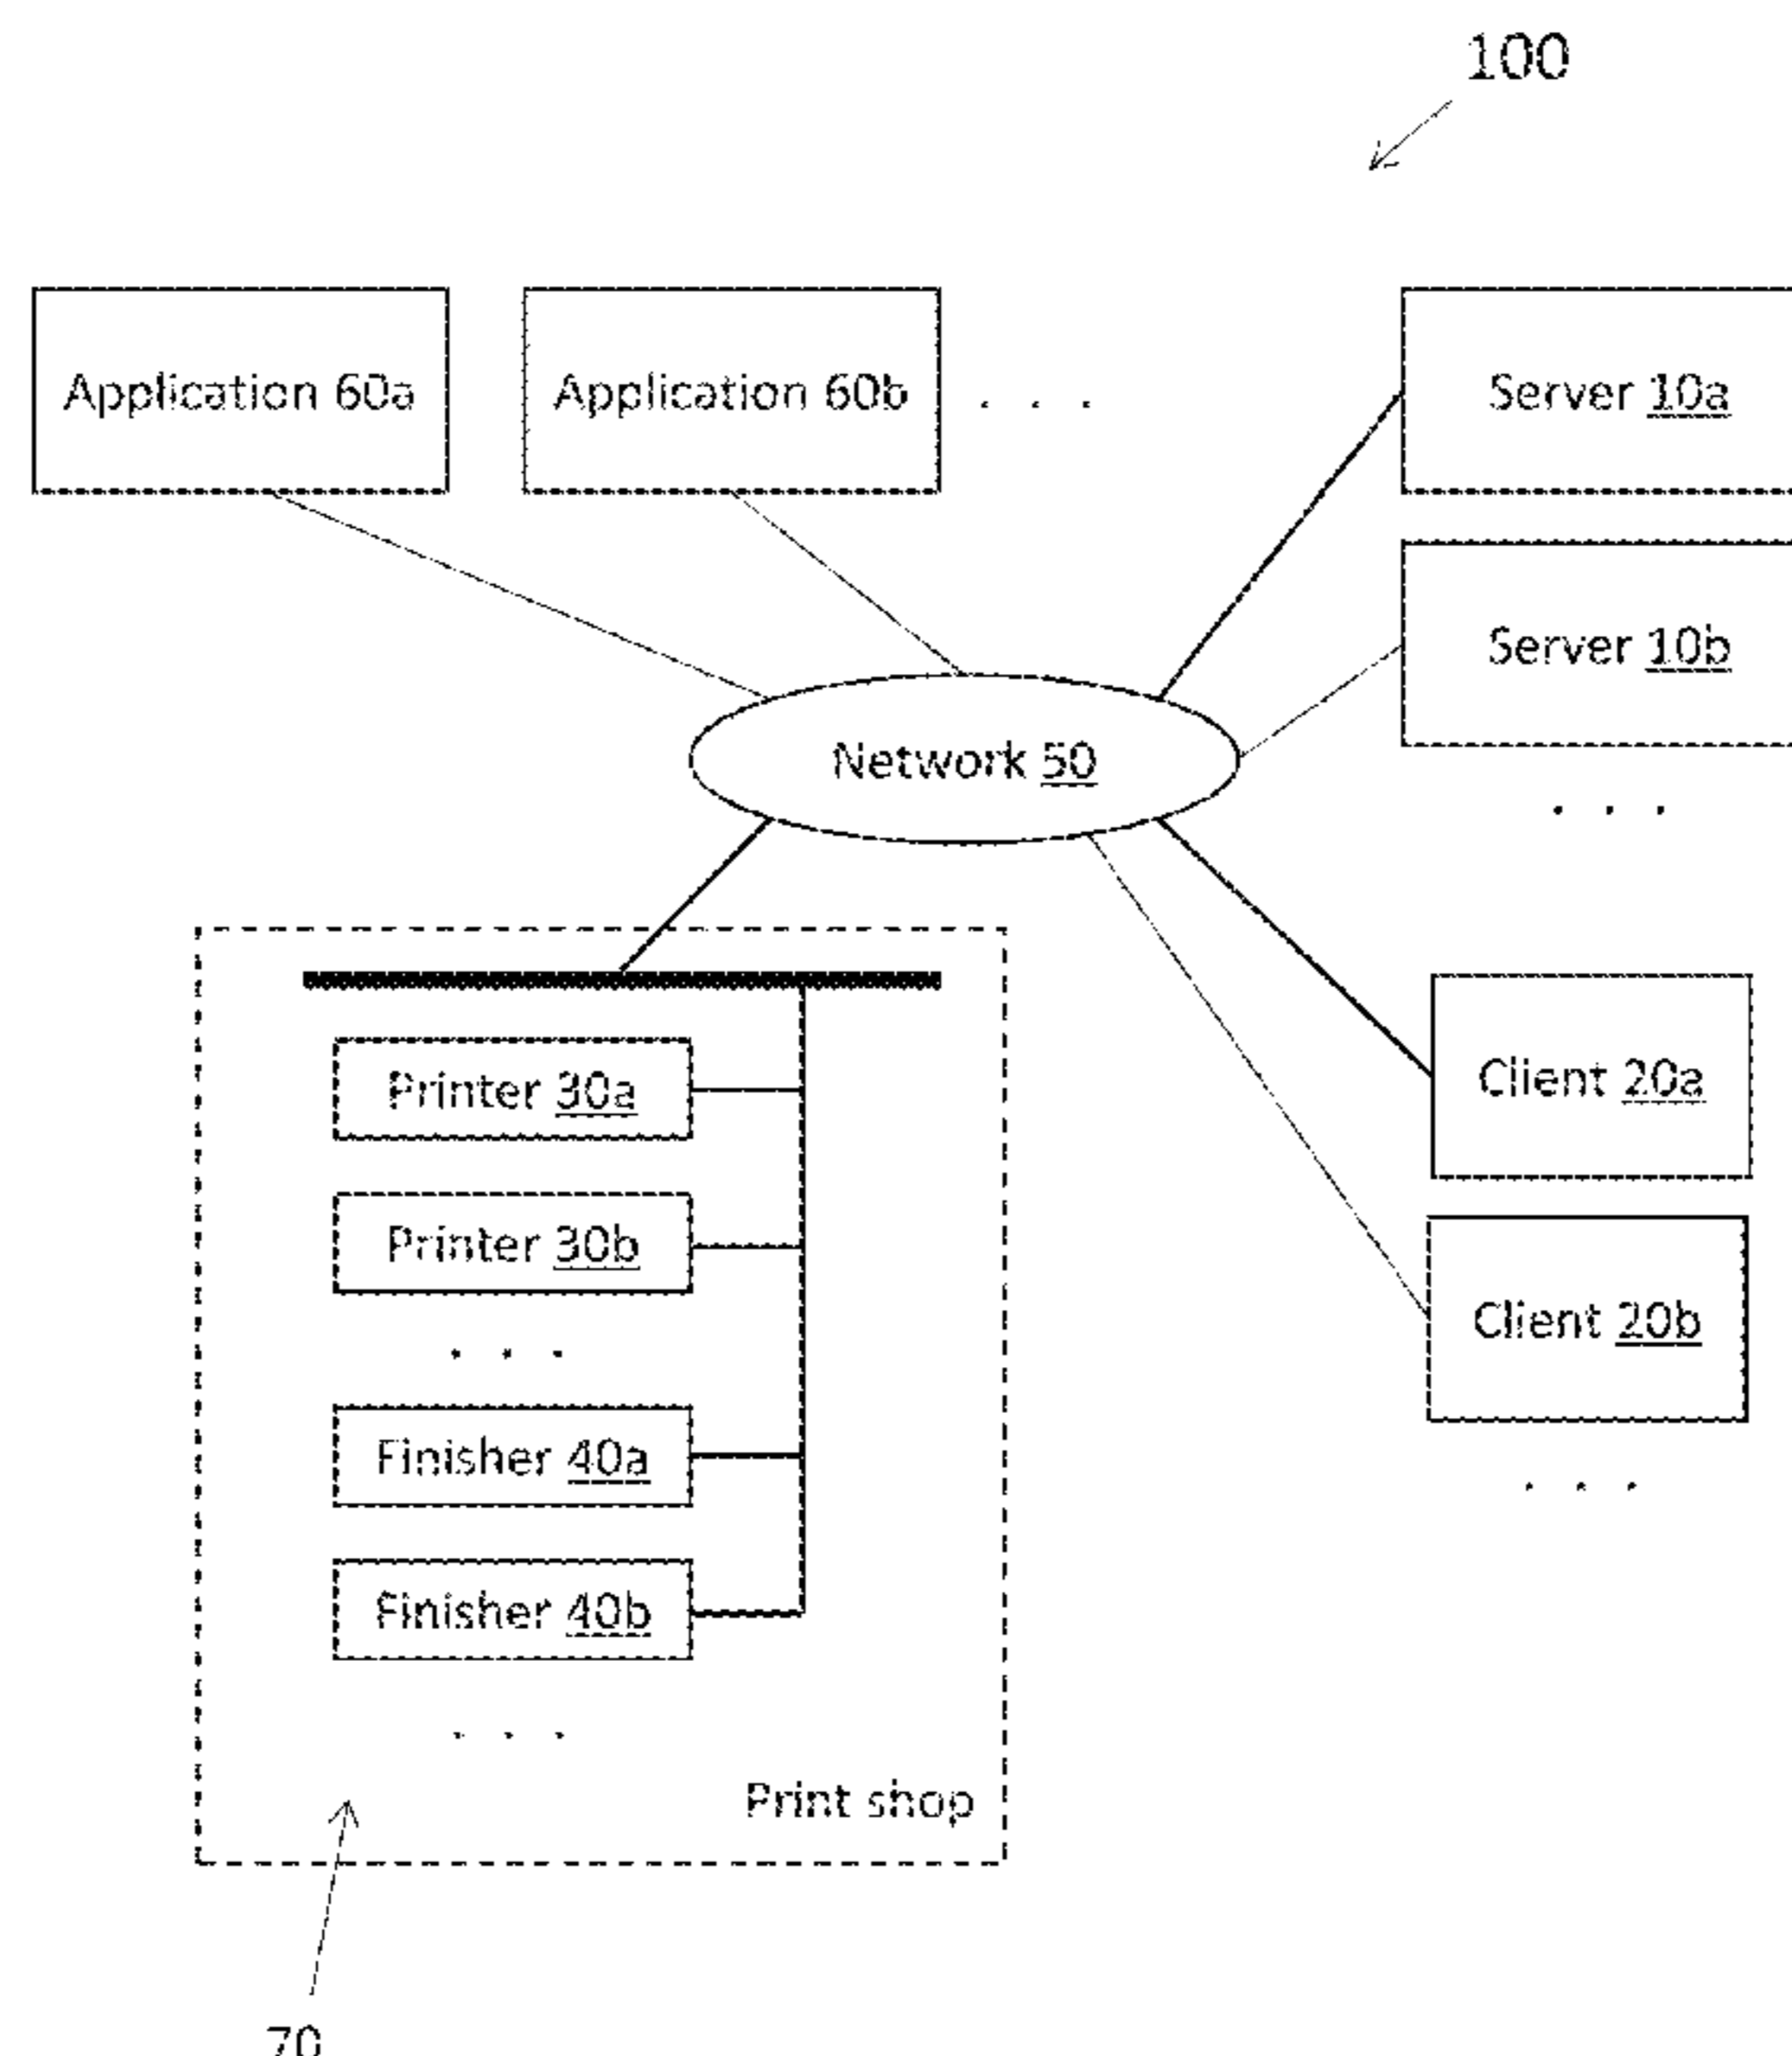 100
Application 60a
Application 60b
. . .
Server 10a
Server 10b
. . .
Network 50
Client 20a
Client 20b
. . .
Printer 30a
Printer 30b
. . .
Finisher 40a
Finisher 40b
. . .
Print shop
70